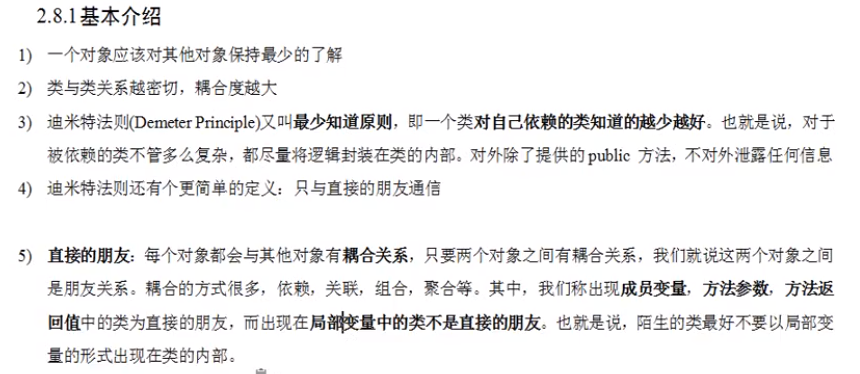 2.8.1基本介绍
1) 一个对象应该对其他对象保持最少的了解
2) 类与类关系越密切，耦合度越大
3) 迪米特法则(Demeter Principle)又叫最少知道原则，即一个类对自己依赖的类知道的越少越好。也就是说，对于
被依赖的类不管多么复杂，都尽量将逻辑封装在类的内部。对外除了提供的public 方法，不对外泄露任何信息
4) 迪米特法则还有个更简单的定义：只与直接的朋友通信
5) 直接的朋友：每个对象都会与其他对象有耦合关系，只要两个对象之间有耦合关系，我们就说这两个对象之间
是朋友关系。耦合的方式很多，依赖，关联，组合，聚合等。其中，我们称出现成员变量，方法参数，方法返
回值中的类为直接的朋友，而出现在局部变量中的类不是直接的朋友。也就是说，陌生的类最好不要以局部变
量的形式出现在类的内部。